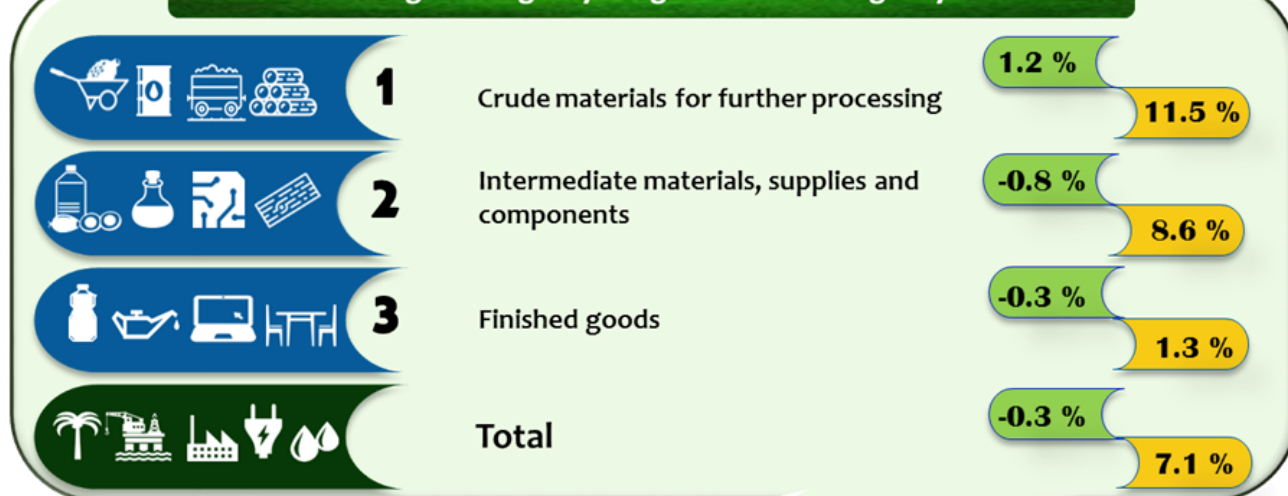 1
Crude materials for further processing
1.2 %
11.5 %
2
Intermediate materials, supplies and
components
-0.8 %
8.6 %
3
Finished goods
-0.3 %
1.3 %
Total
-0.3 %
7.1 %